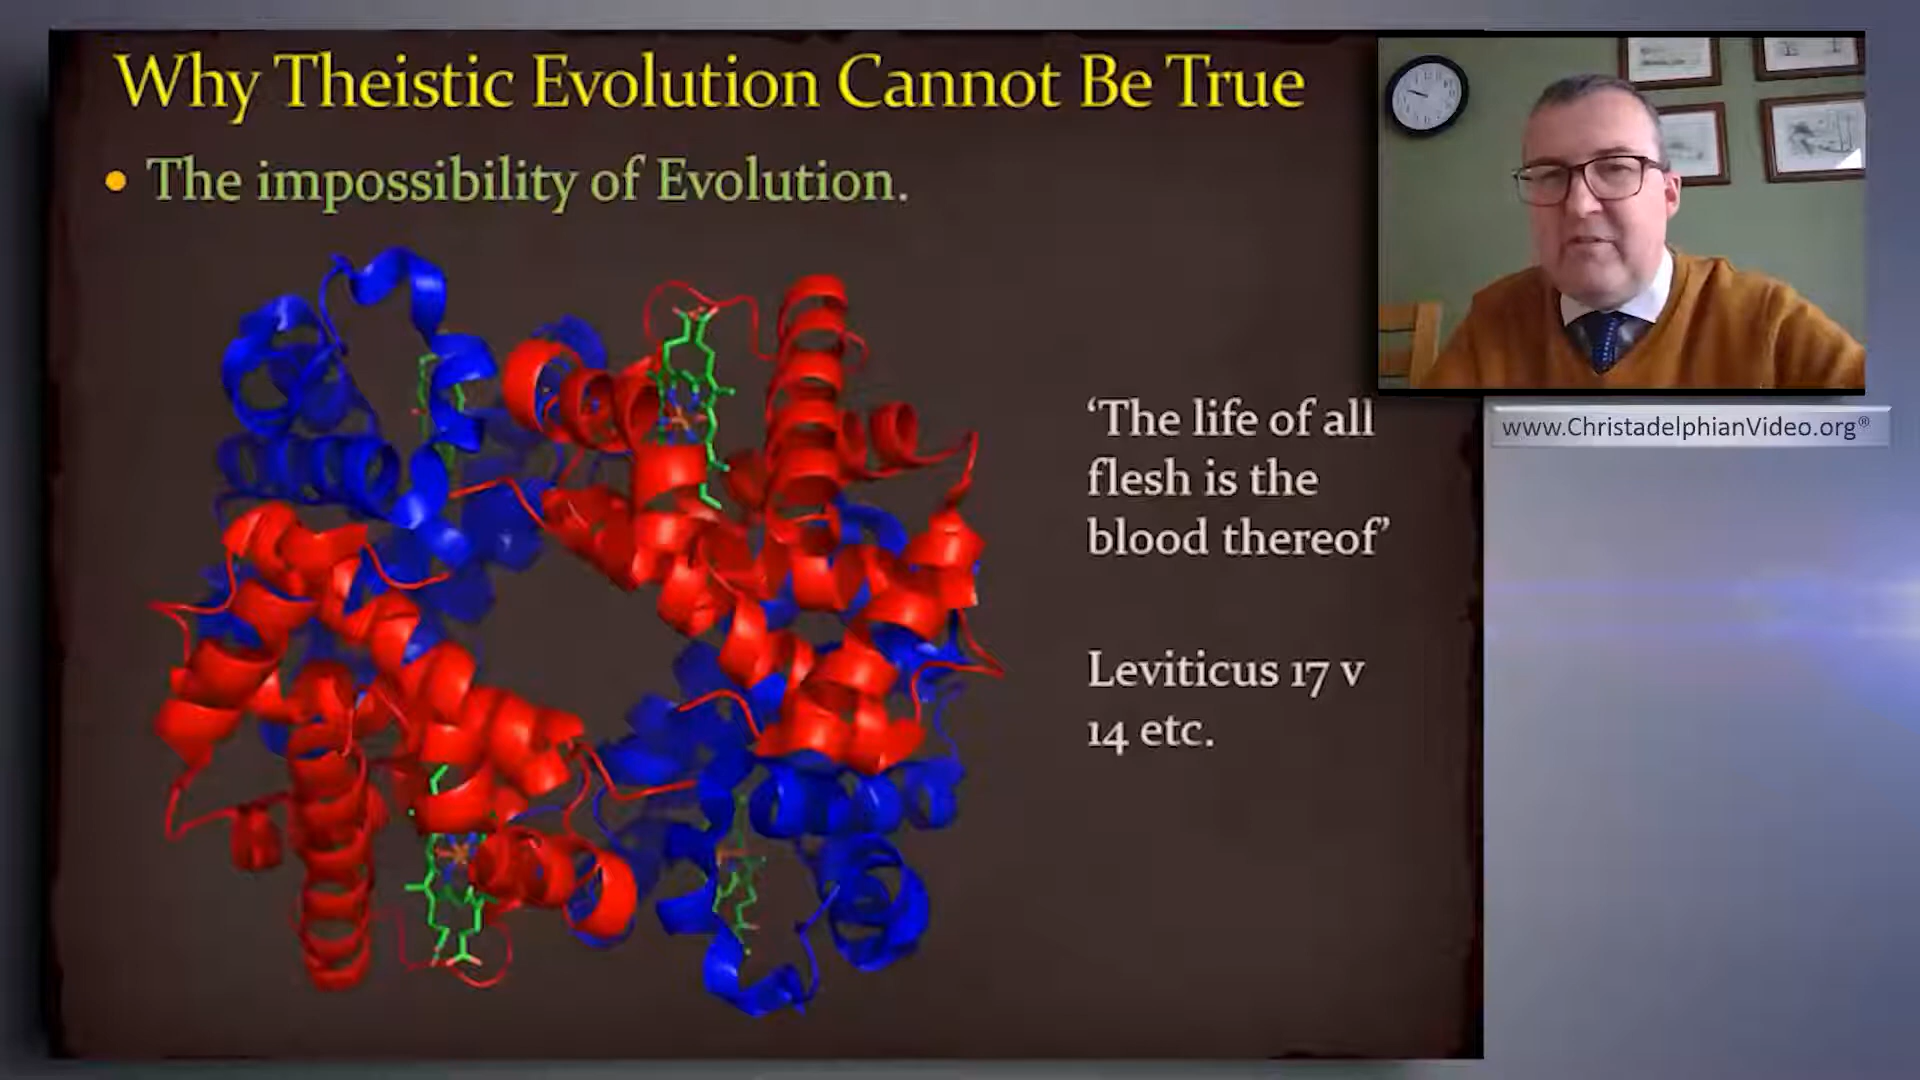 Why Theistic Evolution Cannot Be True
• The impossibility of Evolution.
‘The life of all
flesh is the
blood thereof’
Leviticus 17 v
14 etc.
www.ChristadelphianVideo.org®